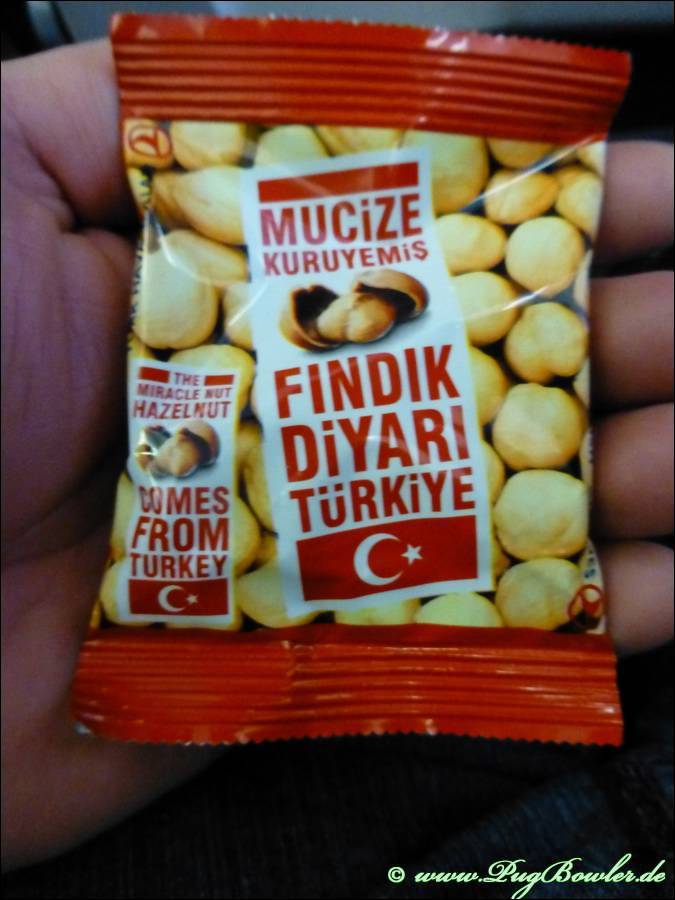 MUCiZE
KURUYEMiŞ
FINDIK
DiYARI
TÜRKiYE
THE
MIRACLE NUT
HAZELNUT
COMES
FROM
TURKEY
© www.PugBowler.de